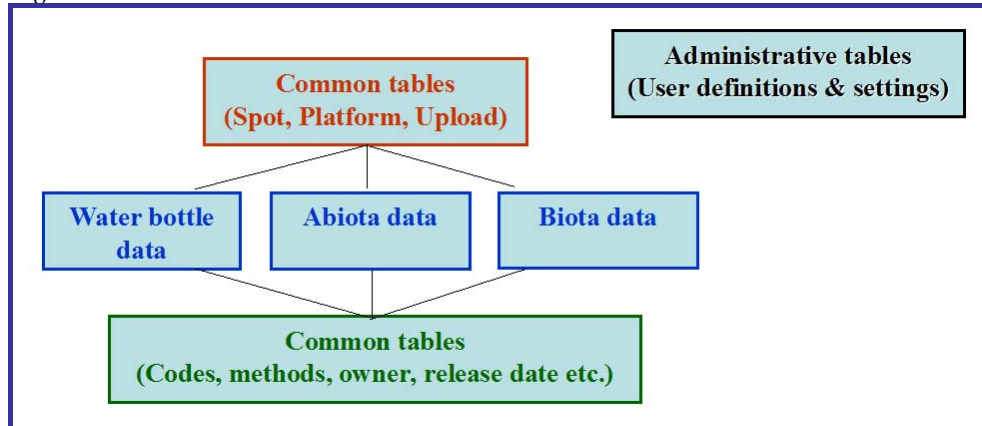 Common tables
(Spot, Platform, Upload)
Administrative tables
(User definitions & settings)
Water bottle
data
Abiota data
Biota data
Common tables
(Codes, methods, owner, release date etc.)